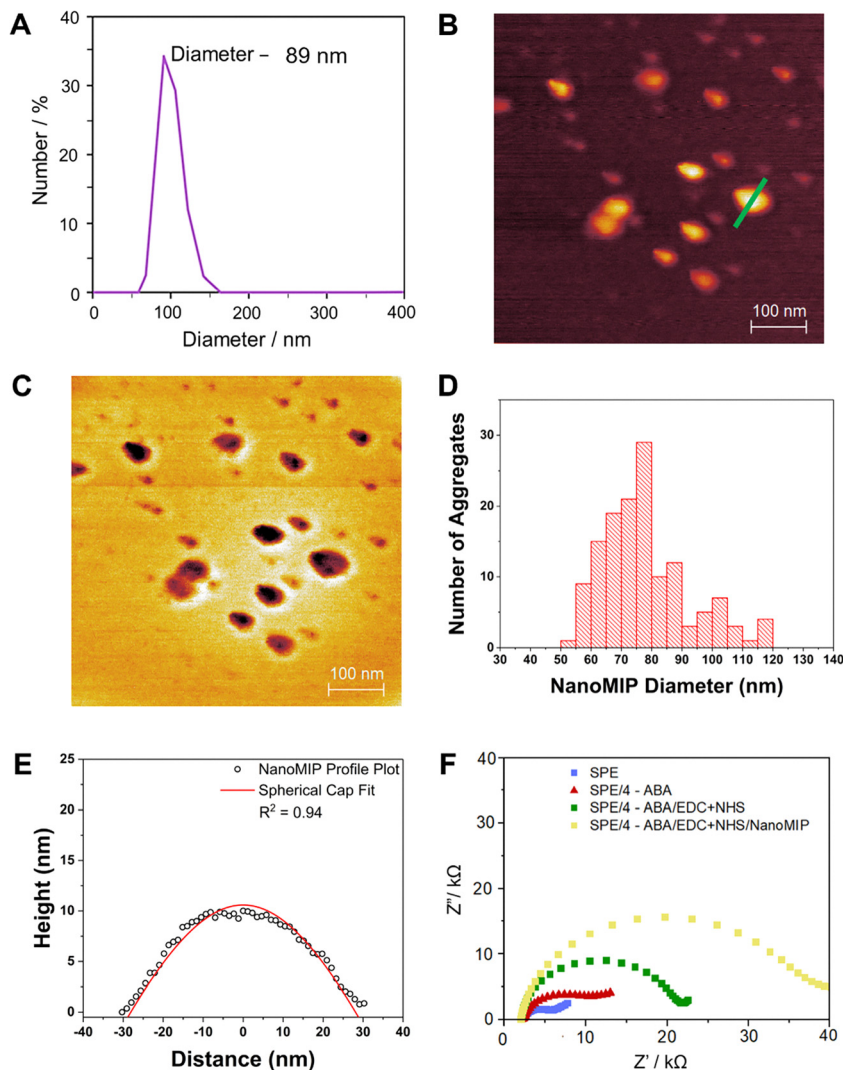 A
40
30
20
10
0
Number / %
Diameter – 89 nm
0
100
200
300
400
Diameter / nm
B
100 nm
C
100 nm
D
30
20
10
0
Number of Aggregates
30 40 50 60 70 80 90 100 110 120 130 140
NanoMIP Diameter (nm)
E
25
20
15
10
5
0
Height (nm)
NanoMIP Profile Plot
Spherical Cap Fit
R² = 0.94
-40 -30 -20 -10 0 10 20 30 40
Distance (nm)
F
40
30
20
10
0
Z'' / kΩ
SPE
SPE/4 - ABA
SPE/4 - ABA/EDC+NHS
SPE/4 - ABA/EDC+NHS/NanoMIP
0 10 20 30 40
Z' / kΩ